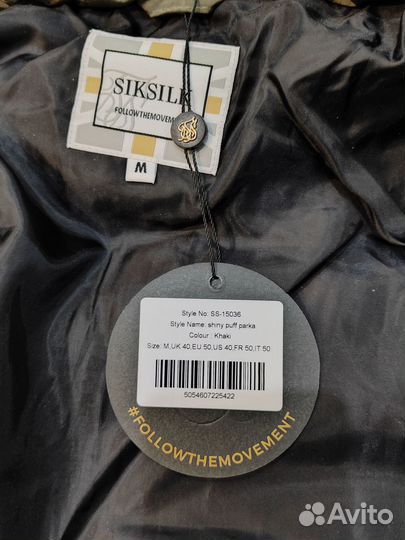 SIKSILK
FOLLOWTHEMOVEMENT
M
Style No: SS-15036
Style Name: shiny puff parka
Colour : Khaki
Size: M,UK 40,EU 50,US 40,FR 50,IT 50
5054607225422
#FOLLOWTHEMOVEMENT
Avito